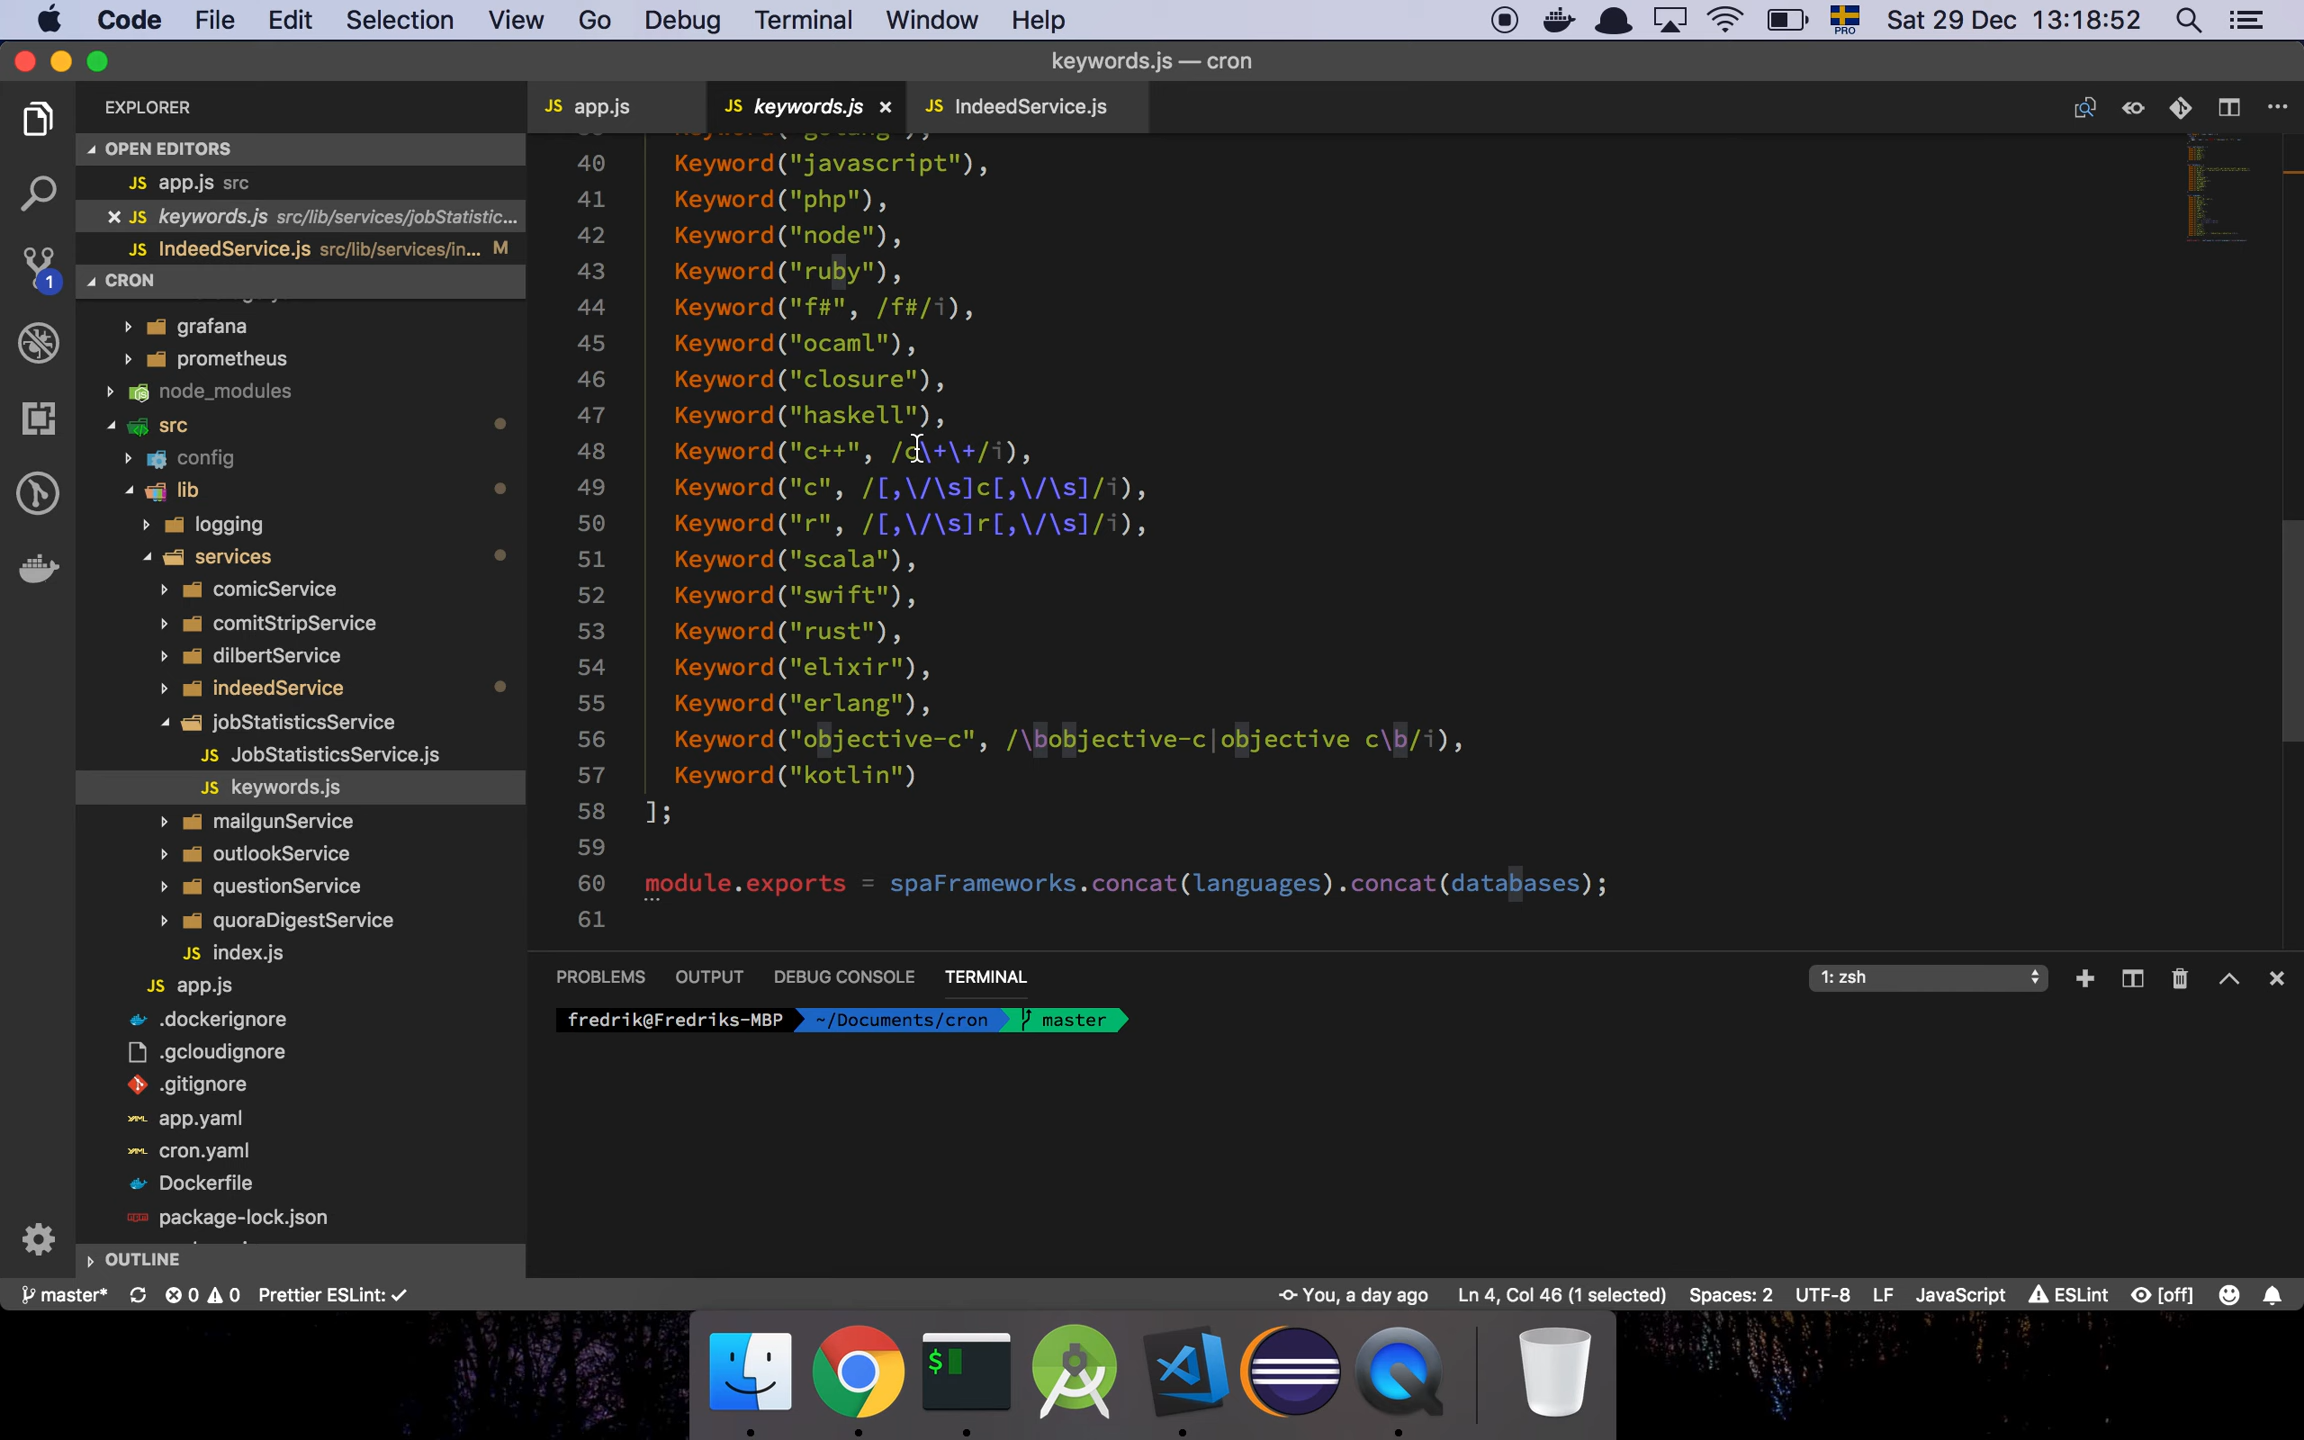 Code File Edit Selection View Go Debug Terminal Window Help PRO Sat 29 Dec 13:18:52
keywords.js — cron
EXPLORER
OPEN EDITORS
JS app.js src
JS keywords.js src/lib/services/jobStatistic...
JS IndeedService.js src/lib/services/in... M
1
CRON
grafana
prometheus
node_modules
src
config
lib
logging
services
comicService
comitStripService
dilbertService
indeedService
jobStatisticsService
JS JobStatisticsService.js
JS keywords.js
mailgunService
outlookService
questionService
quoraDigestService
JS index.js
JS app.js
.dockerignore
.gcloudignore
.gitignore
YAML app.yaml
YAML cron.yaml
Dockerfile
package-lock.json
OUTLINE
JS app.js JS keywords.js JS IndeedService.js
40 Keyword("javascript"),
41 Keyword("php"),
42 Keyword("node"),
43 Keyword("ruby"),
44 Keyword("f#", /f#/i),
45 Keyword("ocaml"),
46 Keyword("closure"),
47 Keyword("haskell"),
48 Keyword("c++", /c\+\+/i),
49 Keyword("c", /[,\/\s]c[,\/\s]/i),
50 Keyword("r", /[,\/\s]r[,\/\s]/i),
51 Keyword("scala"),
52 Keyword("swift"),
53 Keyword("rust"),
54 Keyword("elixir"),
55 Keyword("erlang"),
56 Keyword("objective-c", /\bobjective-c|objective c\b/i),
57 Keyword("kotlin")
58 ];
59
60 module.exports = spaFrameworks.concat(languages).concat(databases);
61
PROBLEMS OUTPUT DEBUG CONSOLE TERMINAL 1: zsh
fredrik@Fredriks-MBP ~/Documents/cron master
master* 0 0 Prettier ESLint: ✓ You, a day ago Ln 4, Col 46 (1 selected) Spaces: 2 UTF-8 LF JavaScript ESLint [off]
$